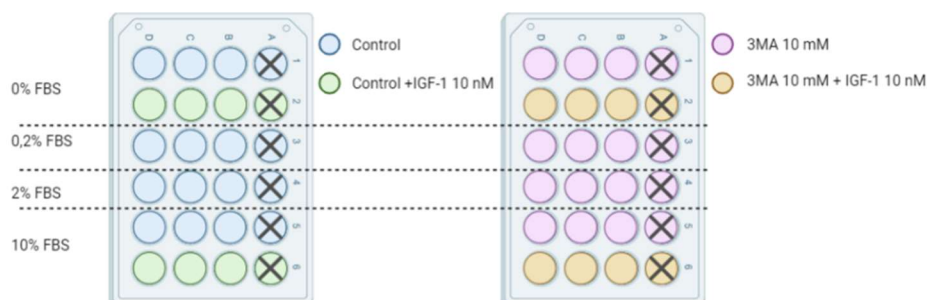 D C B A
1
2
3
4
5
6
Control
Control +IGF-1 10 nM
0% FBS
0,2% FBS
2% FBS
10% FBS
D C B A
1
2
3
4
5
6
3MA 10 mM
3MA 10 mM + IGF-1 10 nM